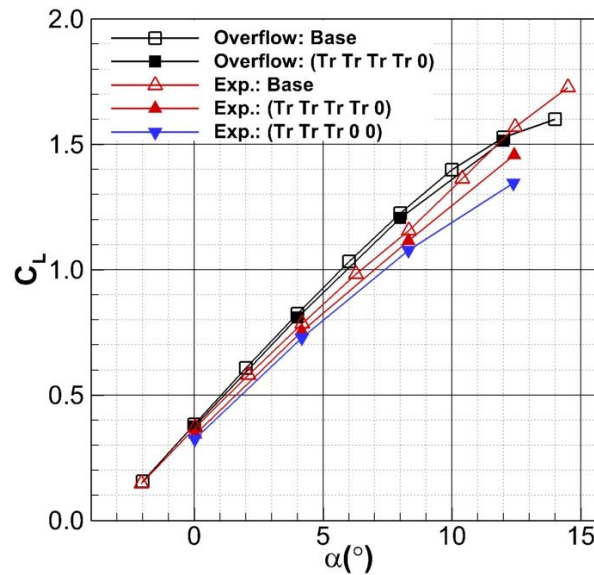 2.0
Overflow: Base
Overflow: (Tr Tr Tr Tr 0)
Exp.: Base
Exp.: (Tr Tr Tr Tr 0)
Exp.: (Tr Tr Tr 0 0)
1.5
1.0
CL
0.5
0.0
0 5 10 15
α(°)